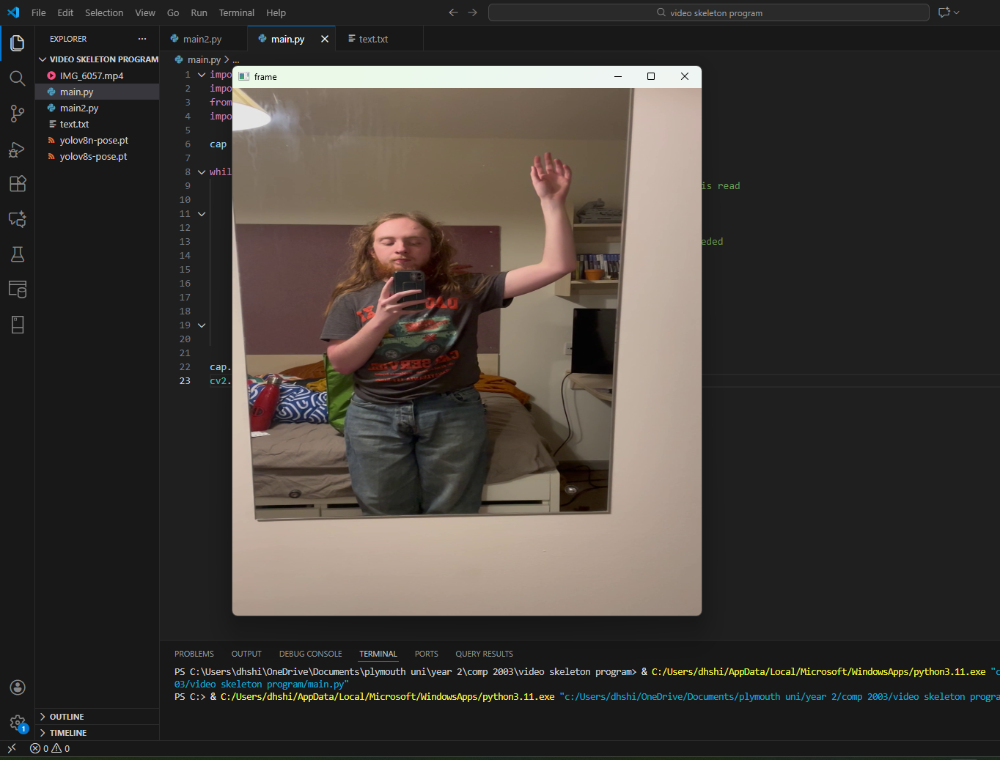 File Edit Selection View Go Run Terminal Help
video skeleton program
EXPLORER
main2.py
main.py
text.txt
VIDEO SKELETON PROGRAM
main.py > ...
IMG_6057.mp4
main.py
main2.py
text.txt
yolov8n-pose.pt
yolov8s-pose.pt
frame
1 impo
2 impo
3 from
4 impo
5
6 cap
7
8 whil
9 is read
10
11
12
13 eded
14
15
16
17
18
19
20
21
22 cap.
23 cv2.
PROBLEMS OUTPUT DEBUG CONSOLE TERMINAL PORTS QUERY RESULTS
PS C:\Users\dhshi\OneDrive\Documents\plymouth uni\year 2\comp 2003\video skeleton program> & C:/Users/dhshi/AppData/Local/Microsoft/WindowsApps/python3.11.exe "c
03/video skeleton program/main.py"
PS C:> & C:/Users/dhshi/AppData/Local/Microsoft/WindowsApps/python3.11.exe "c:/Users/dhshi/OneDrive/Documents/plymouth uni/year 2/comp 2003/video skeleton progra
OUTLINE
TIMELINE
1
0 0